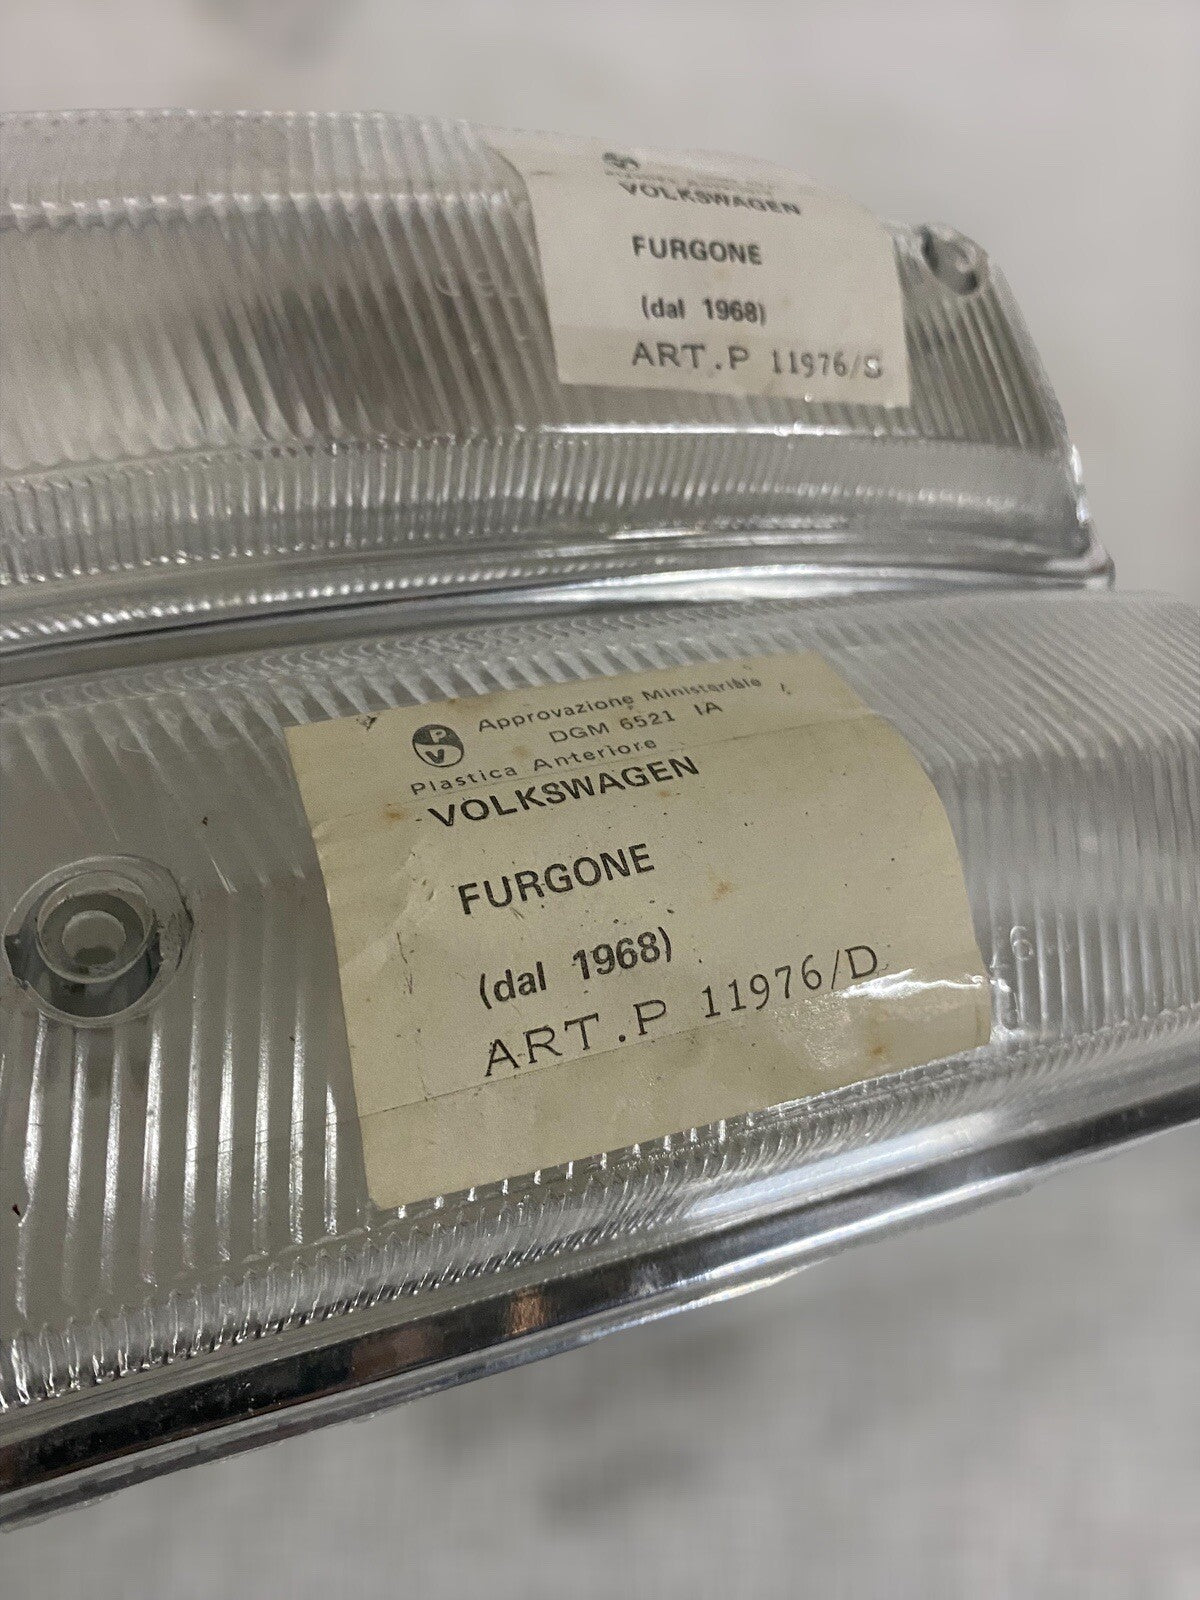 VOLKSWAGEN
FURGONE
(dal 1968)
ART.P 11976/S
PV
Approvazione Ministeriale
DGM 6521 IA
Plastica Anteriore
VOLKSWAGEN
FURGONE
(dal 1968)
ART.P 11976/D